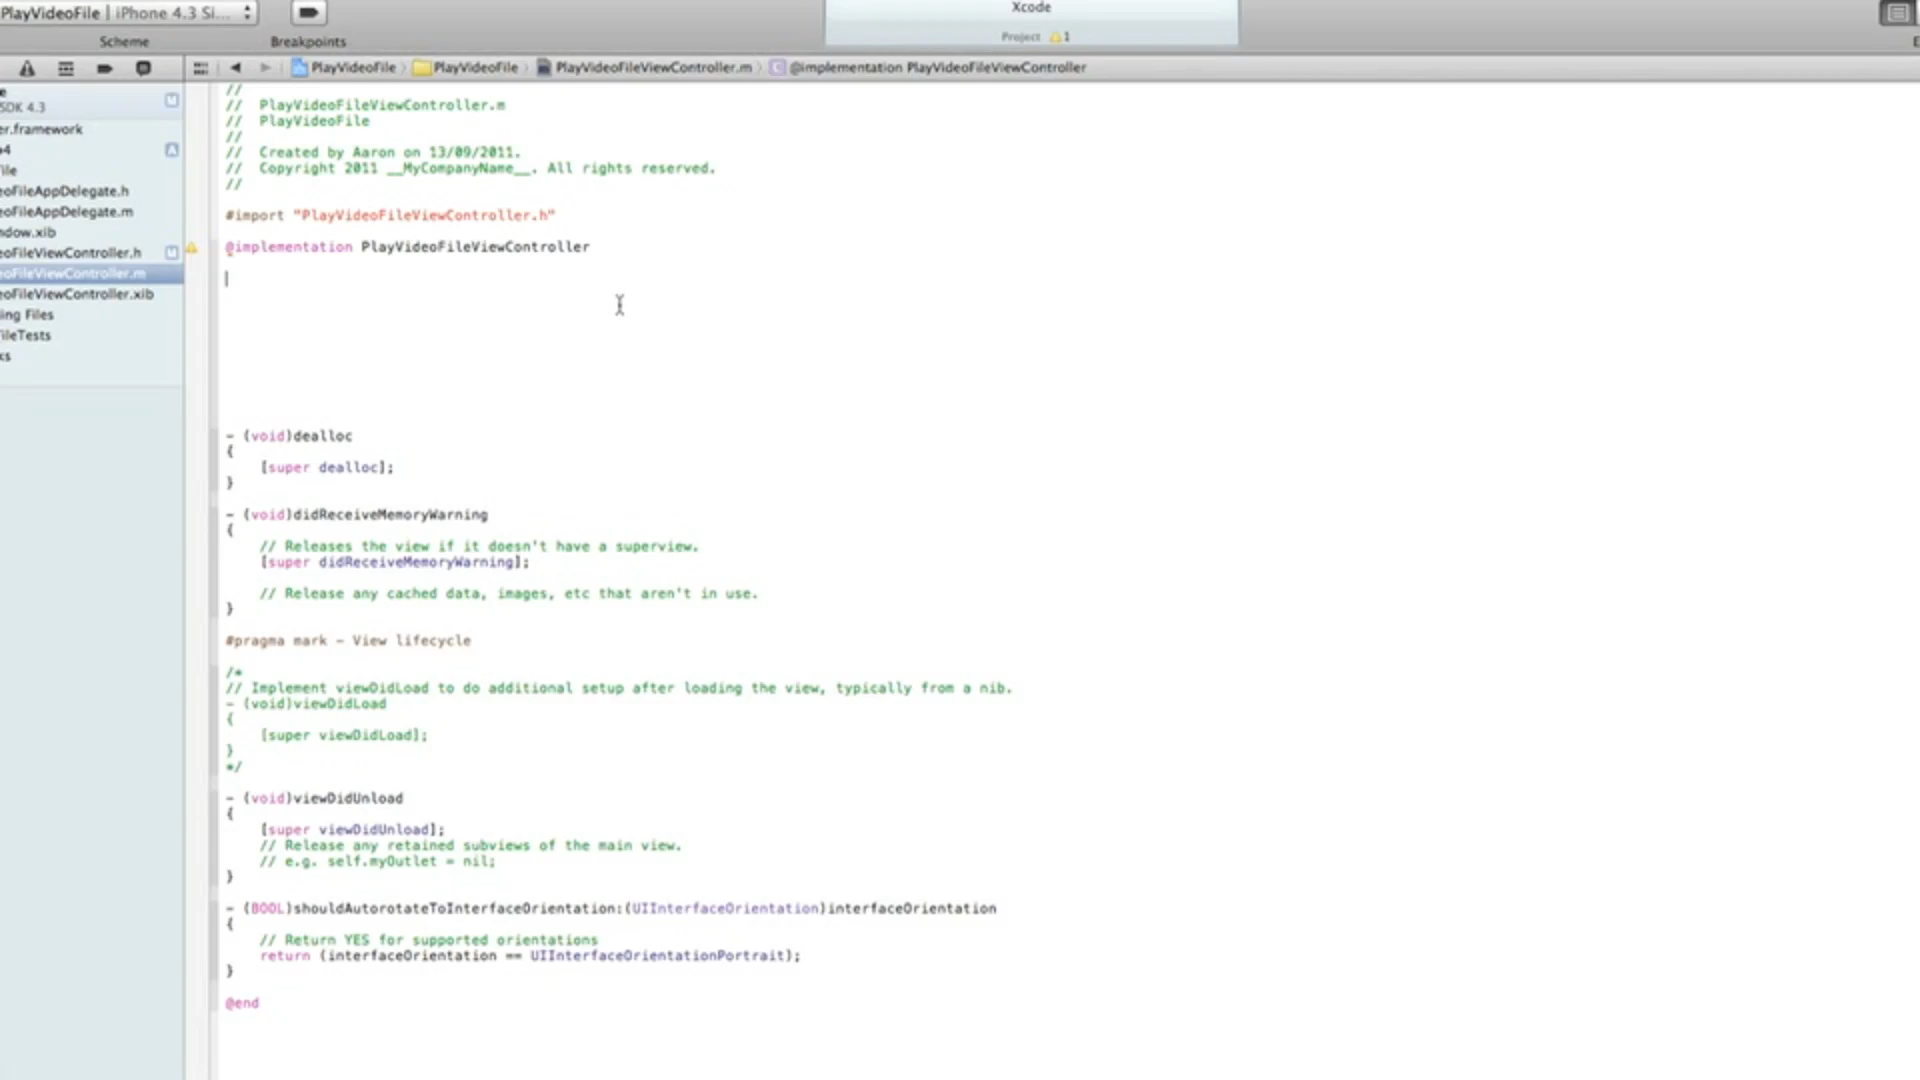 PlayVideoFile | iPhone 4.3 Si...
Xcode
Scheme
Breakpoints
Project 1
PlayVideoFile PlayVideoFile PlayVideoFileViewController.m @implementation PlayVideoFileViewController
SDK 4.3
er.framework
eoFileAppDelegate.h
eoFileAppDelegate.m
ndow.xib
eoFileViewController.h
eoFileViewController.m
eoFileViewController.xib
ing Files
FileTests
//
// PlayVideoFileViewController.m
// PlayVideoFile
//
// Created by Aaron on 13/09/2011.
// Copyright 2011 __MyCompanyName__. All rights reserved.
//
#import "PlayVideoFileViewController.h"
@implementation PlayVideoFileViewController
- (void)dealloc
{
[super dealloc];
}
- (void)didReceiveMemoryWarning
{
// Releases the view if it doesn't have a superview.
[super didReceiveMemoryWarning];
// Release any cached data, images, etc that aren't in use.
}
#pragma mark - View lifecycle
/*
// Implement viewDidLoad to do additional setup after loading the view, typically from a nib.
- (void)viewDidLoad
{
[super viewDidLoad];
}
*/
- (void)viewDidUnload
{
[super viewDidUnload];
// Release any retained subviews of the main view.
// e.g. self.myOutlet = nil;
}
- (BOOL)shouldAutorotateToInterfaceOrientation:(UIInterfaceOrientation)interfaceOrientation
{
// Return YES for supported orientations
return (interfaceOrientation == UIInterfaceOrientationPortrait);
}
@end